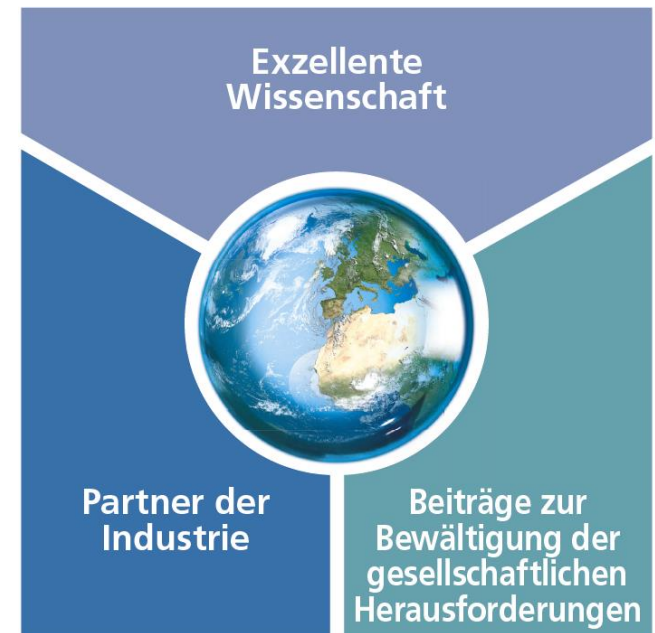 Exzellente
Wissenschaft
Partner der
Industrie
Beiträge zur
Bewältigung der
gesellschaftlichen
Herausforderungen